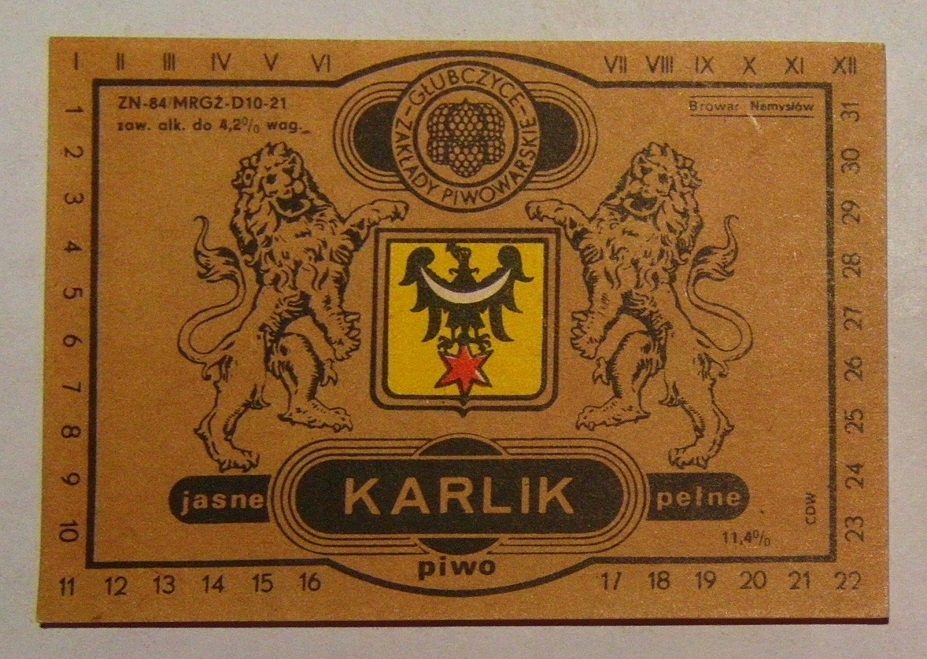 I II III IV V VI VII VIII IX X XI XII
ZN-84/MRGŻ-D10-21
zaw. alk. do 4,2% wag.
Browar Namysłów
GŁUBCZYCKIE ZAKŁADY PIWOWARSKIE
1
2
3
4
5
6
7
8
9
10
31
30
29
28
27
26
25
24
23
jasne KARLIK pełne
CDW
11,4%
piwo
11 12 13 14 15 16 17 18 19 20 21 22